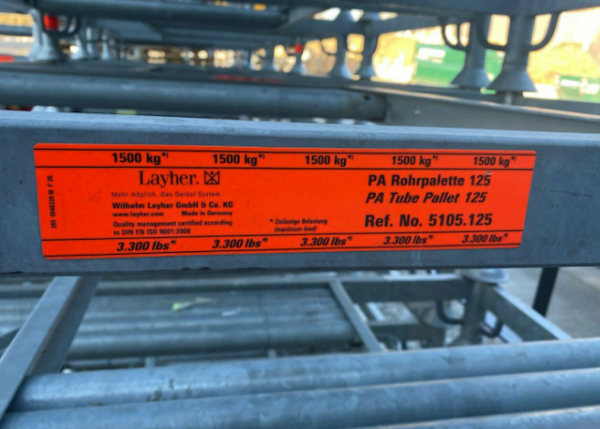 1500 kg*) 1500 kg*) 1500 kg*) 1500 kg*) 1500 kg*)
Layher.
Mehr möglich. Das Gerüst System.
Wilhelm Layher GmbH & Co. KG
www.layher.com Made in Germany
Quality management certified according
to DIN EN ISO 9001:2008
*) Zulässige Belastung
(maximum load)
PA Rohrpalette 125
PA Tube Pallet 125
Ref. No. 5105.125
3.300 lbs*) 3.300 lbs*) 3.300 lbs*) 3.300 lbs*) 3.300 lbs*)